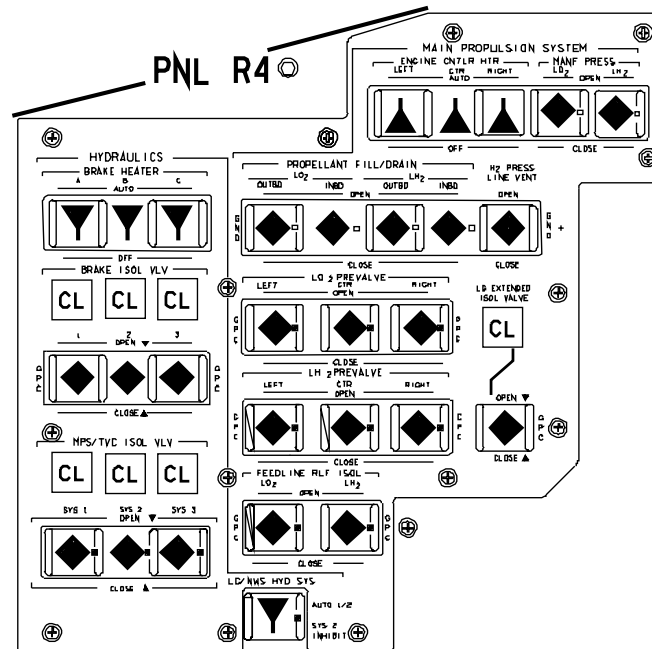 PNL R4
MAIN PROPULSION SYSTEM
ENGINE CNTLR HTR MANF PRESS
LEFT CTR RIGHT LO2 LH2
AUTO OPEN
OFF CLOSE
HYDRAULICS
BRAKE HEATER
A B C
AUTO
OFF
BRAKE ISOL VLV
CL CL CL
1 2 3
OPEN
GPC GPC
CLOSE
MPS/TVC ISOL VLV
CL CL CL
SYS 1 SYS 2 SYS 3
OPEN
CLOSE
PROPELLANT FILL/DRAIN
LO2 LH2
OUTBD INBD OUTBD INBD
OPEN
GND GND +
CLOSE
H2 PRESS
LINE VENT
OPEN
CLOSE
LO2 PREVALVE
LEFT CTR RIGHT
OPEN
GPC GPC
CLOSE
LH2 PREVALVE
LEFT CTR RIGHT
OPEN
GPC GPC
CLOSE
LG EXTENDED
ISOL VALVE
CL
OPEN
GPC
CLOSE
FEEDLINE RLF ISOL
LO2 LH2
OPEN
GPC GPC
CLOSE
LG/NWS HYD SYS
AUTO 1/2
SYS 2
INHIBIT